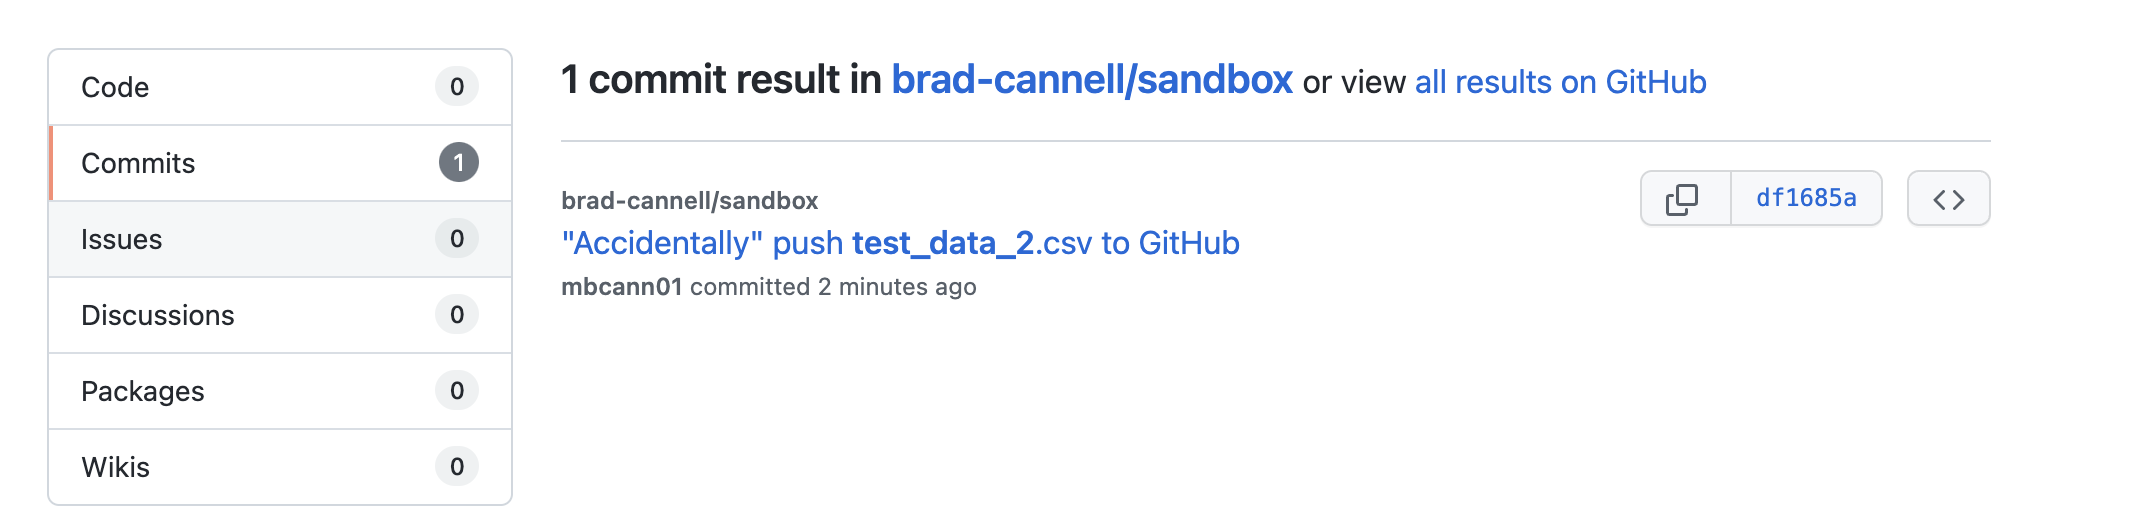 Code 0
Commits 1
Issues 0
Discussions 0
Packages 0
Wikis 0
1 commit result in brad-cannell/sandbox or view all results on GitHub
brad-cannell/sandbox
df1685a
"Accidentally" push test_data_2.csv to GitHub
mbcann01 committed 2 minutes ago